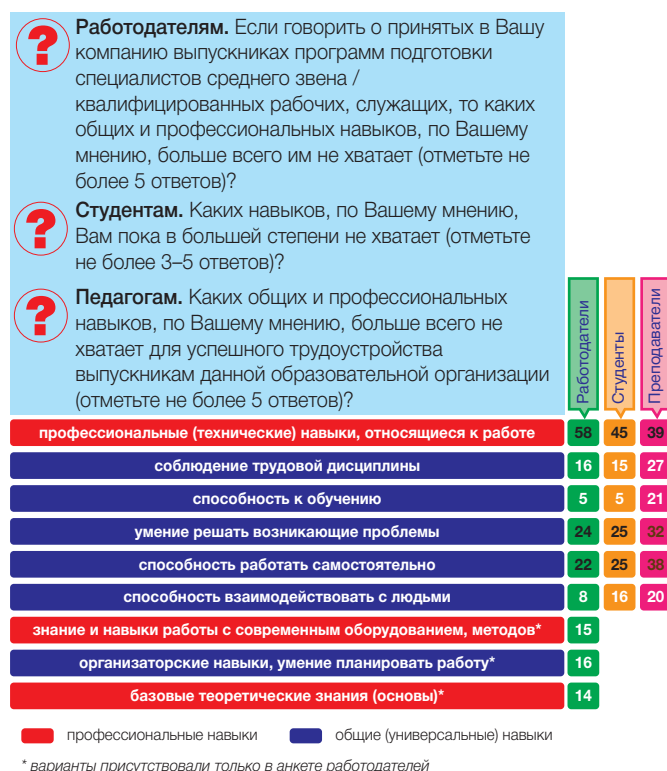 ? Работодателям. Если говорить о принятых в Вашу
компанию выпускниках программ подготовки
специалистов среднего звена /
квалифицированных рабочих, служащих, то каких
общих и профессиональных навыков, по Вашему
мнению, больше всего им не хватает (отметьте не
более 5 ответов)?
? Студентам. Каких навыков, по Вашему мнению,
Вам пока в большей степени не хватает (отметьте
не более 3–5 ответов)?
? Педагогам. Каких общих и профессиональных
навыков, по Вашему мнению, больше всего не
хватает для успешного трудоустройства
выпускникам данной образовательной организации
(отметьте не более 5 ответов)?
Работодатели
Студенты
Преподаватели
профессиональные (технические) навыки, относящиеся к работе 58 45 39
соблюдение трудовой дисциплины 16 15 27
способность к обучению 5 5 21
умение решать возникающие проблемы 24 25 32
способность работать самостоятельно 22 25 38
способность взаимодействовать с людьми 8 16 20
знание и навыки работы с современным оборудованием, методов* 15
организаторские навыки, умение планировать работу* 16
базовые теоретические знания (основы)* 14
профессиональные навыки общие (универсальные) навыки
* варианты присутствовали только в анкете работодателей